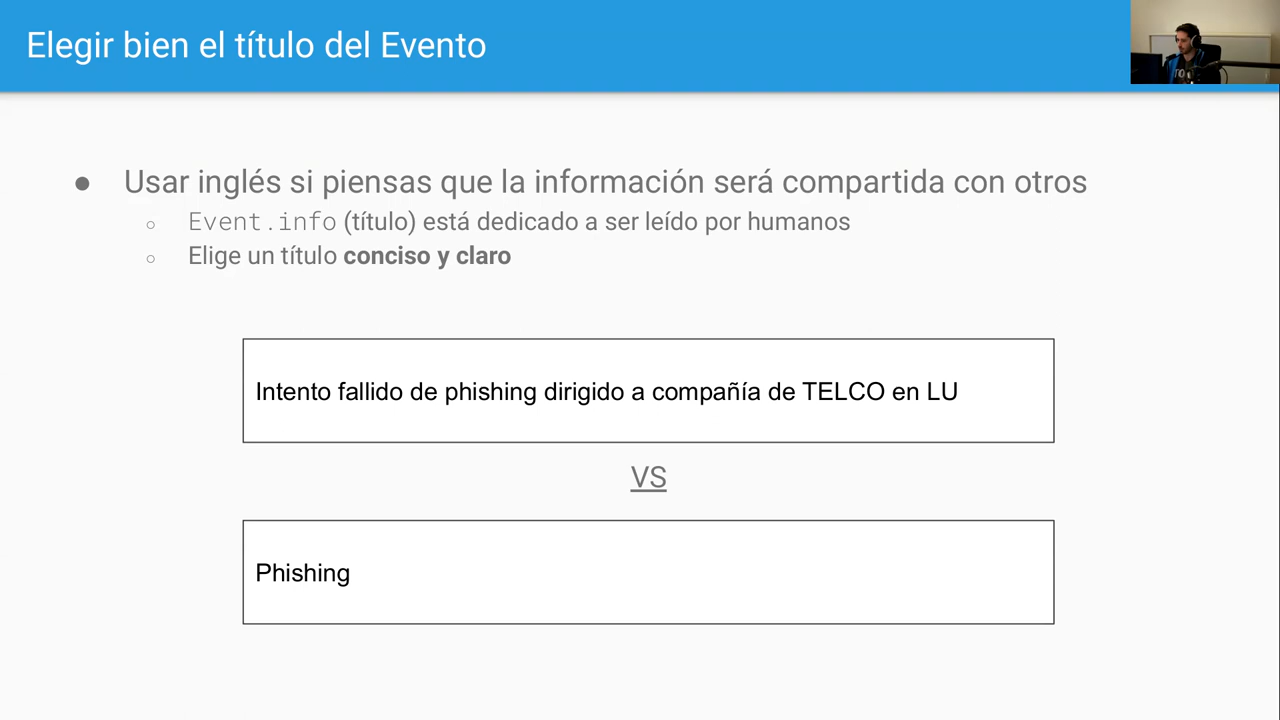 Elegir bien el título del Evento
● Usar inglés si piensas que la información será compartida con otros
○ Event.info (título) está dedicado a ser leído por humanos
○ Elige un título conciso y claro
Intento fallido de phishing dirigido a compañía de TELCO en LU
VS
Phishing